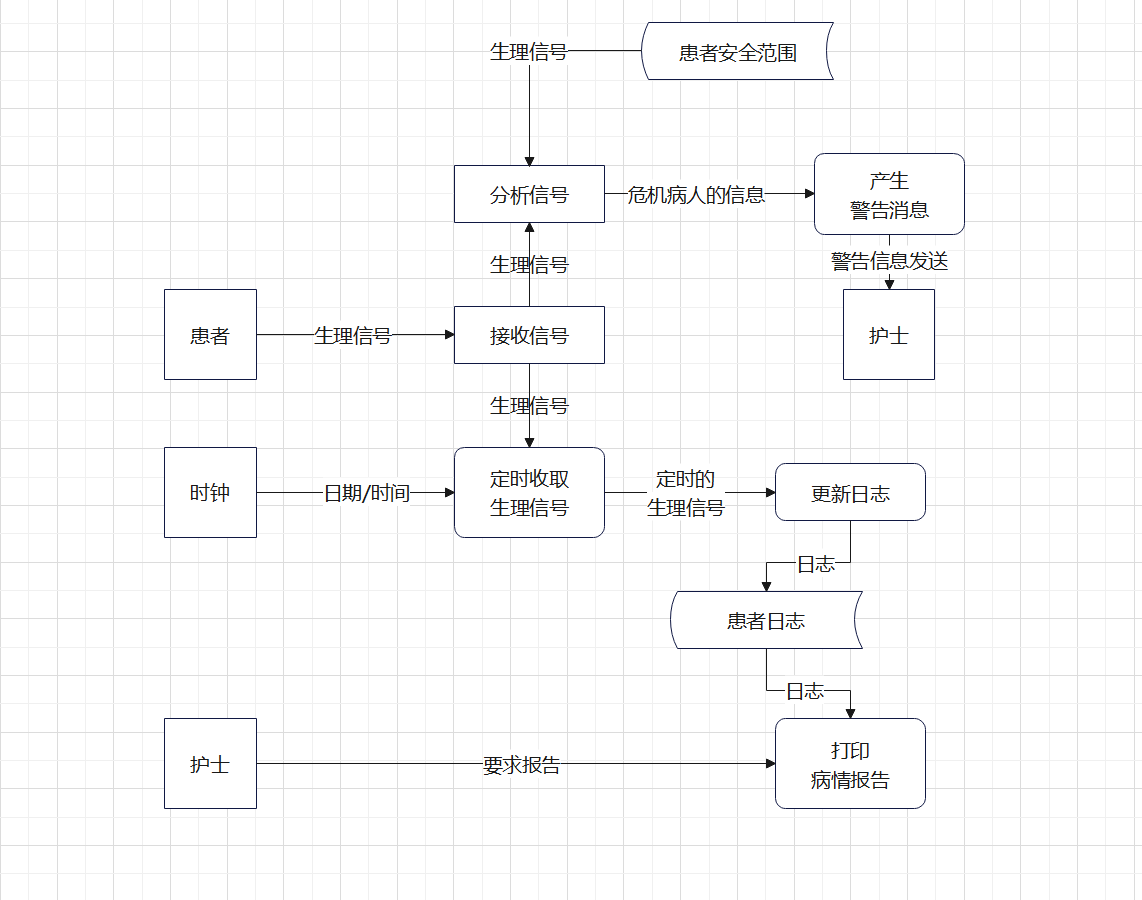 生理信号
患者安全范围
分析信号
危机病人的信息
产生
警告消息
生理信号
警告信息发送
患者
生理信号
接收信号
护士
生理信号
时钟
日期/时间
定时收取
生理信号
定时的
生理信号
更新日志
日志
患者日志
日志
护士
要求报告
打印
病情报告